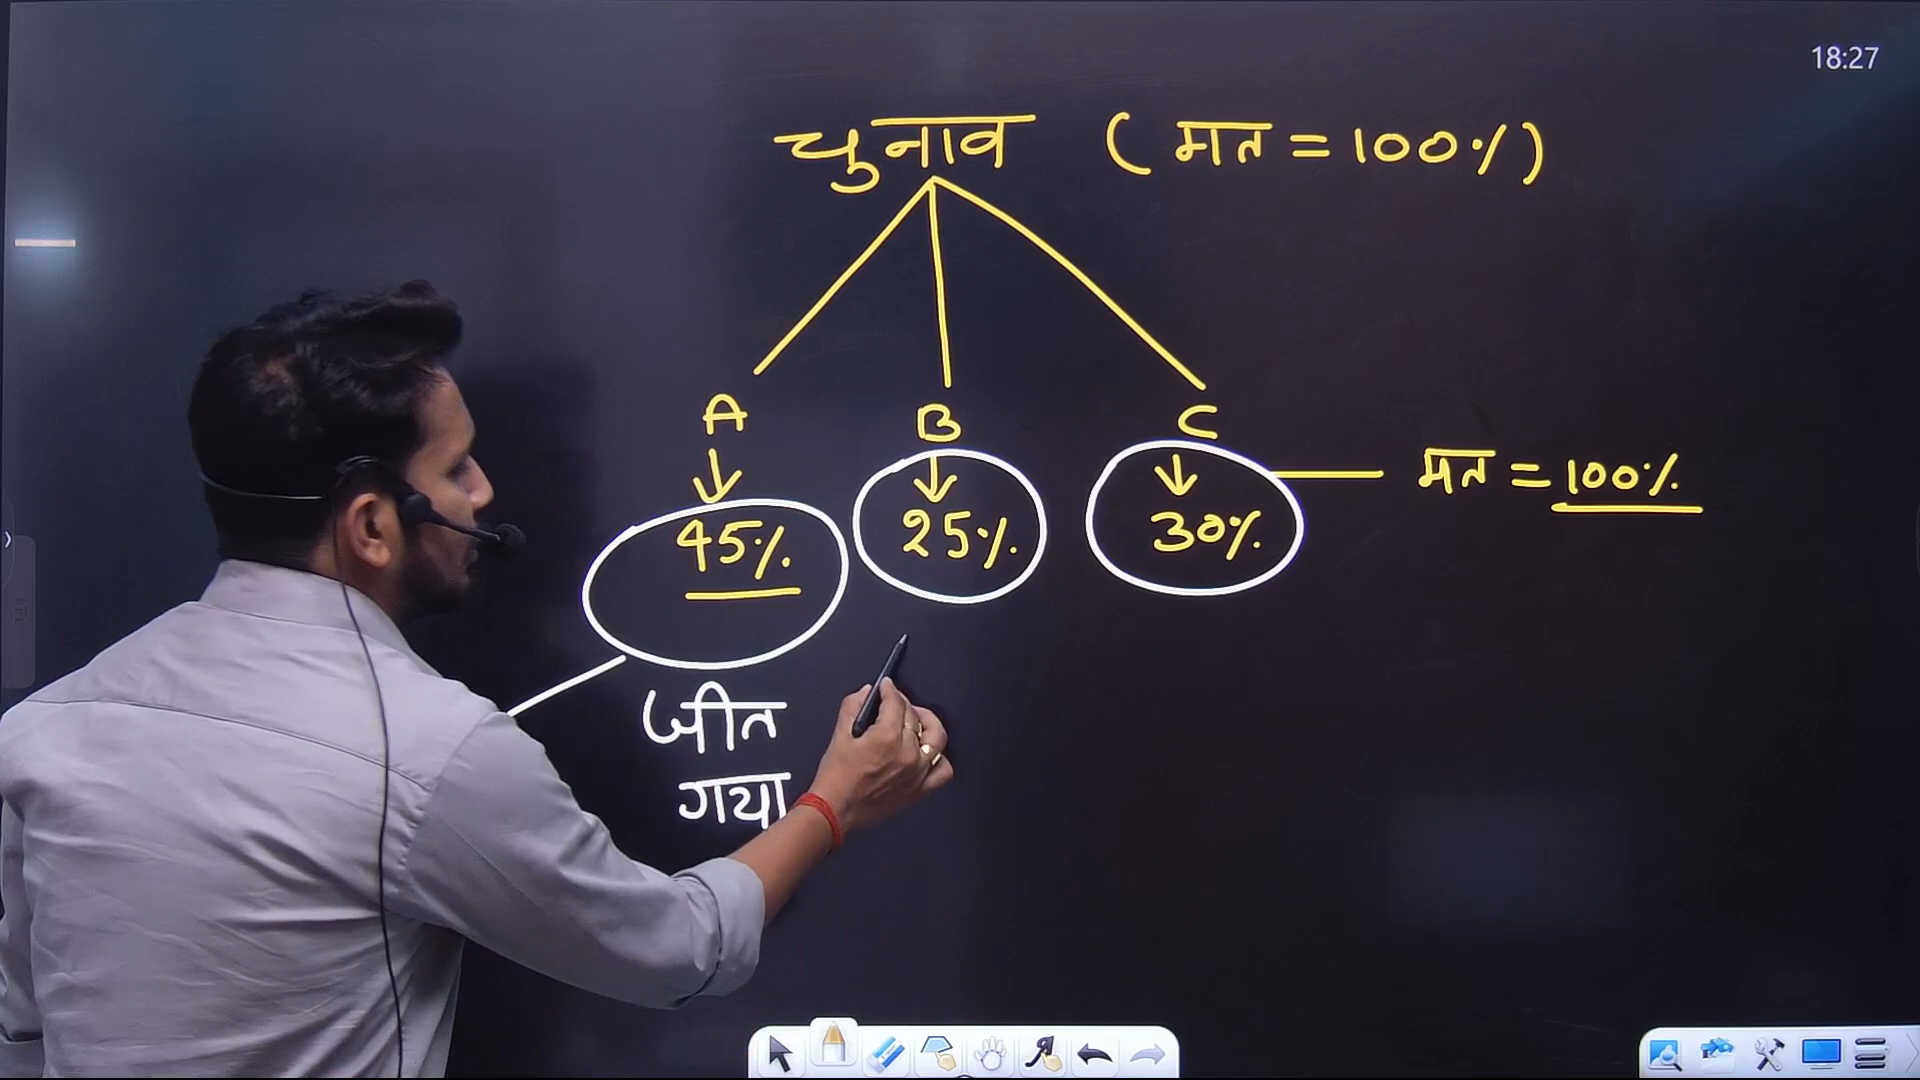 18:27
चुनाव ( मत = 100% )
A B C
45% 25% 30% मत = 100%
जीत
गया